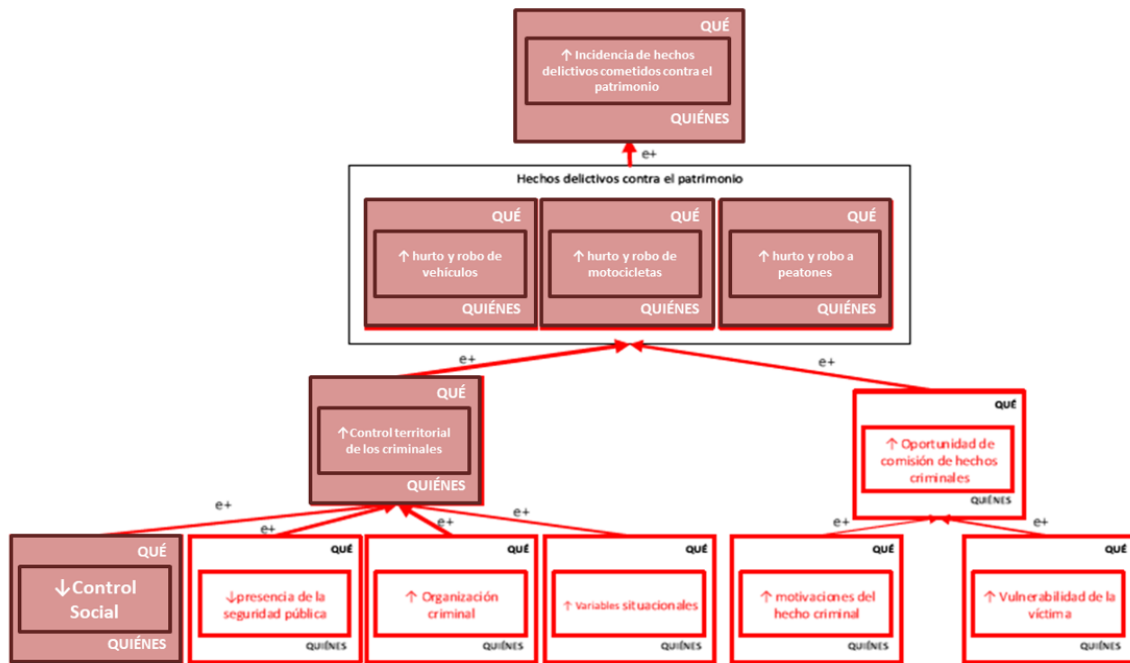 QUÉ
↑ Incidencia de hechos
delictivos cometidos contra el
patrimonio
QUIÉNES
e+
Hechos delictivos contra el patrimonio
QUÉ
↑ hurto y robo de
vehículos
QUIÉNES
QUÉ
↑ hurto y robo de
motocicletas
QUIÉNES
QUÉ
↑ hurto y robo a
peatones
QUIÉNES
e+
e+
QUÉ
↑Control territorial
de los criminales
QUIÉNES
QUÉ
↑ Oportunidad de
comisión de hechos
criminales
QUIÉNES
e+
e+
e+
e+
e+
e+
QUÉ
↓Control
Social
QUIÉNES
QUÉ
↓presencia de la
seguridad pública
QUIÉNES
QUÉ
↑ Organización
criminal
QUIÉNES
QUÉ
↑ Variables situacionales
QUIÉNES
QUÉ
↑ motivaciones del
hecho criminal
QUIÉNES
QUÉ
↑ Vulnerabilidad de la
víctima
QUIÉNES